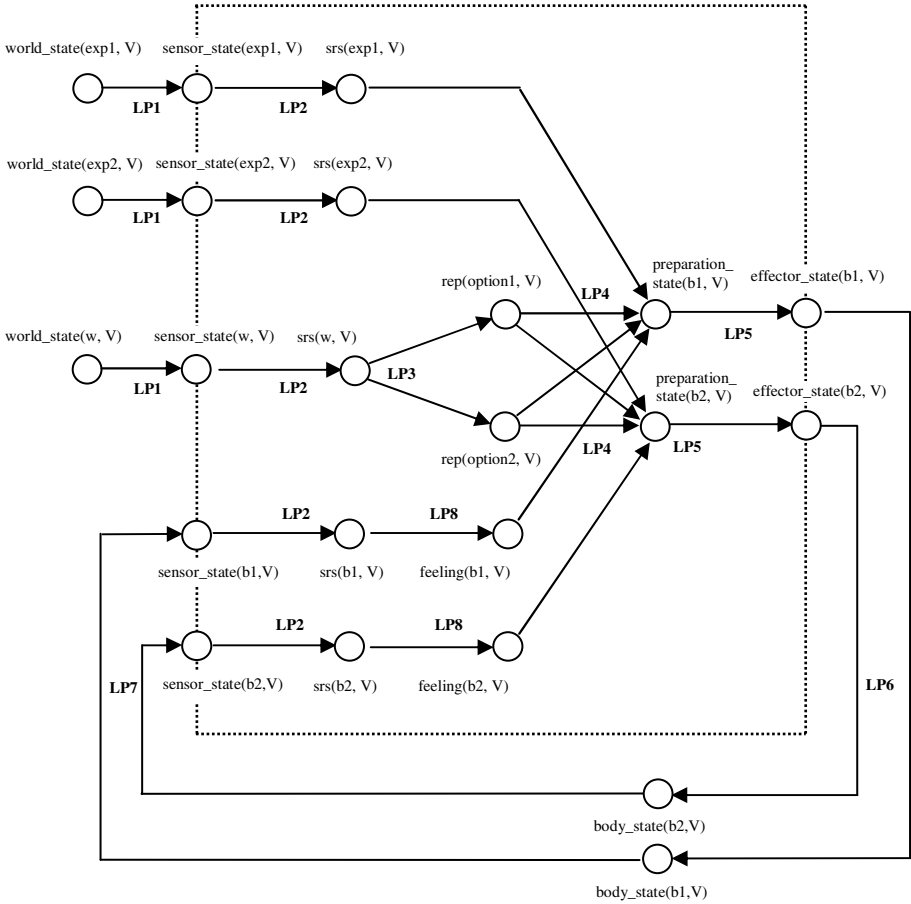 world_state(exp1, V) sensor_state(exp1, V) srs(exp1, V)
LP1 LP2
world_state(exp2, V) sensor_state(exp2, V) srs(exp2, V)
LP1 LP2
preparation_
state(b1, V)
effector_state(b1, V)
rep(option1, V)
LP4
LP5
world_state(w, V) sensor_state(w, V) srs(w, V)
LP1 LP2 LP3
preparation_
state(b2, V)
effector_state(b2, V)
LP4 LP5
rep(option2, V)
LP2 LP8
sensor_state(b1,V) srs(b1, V) feeling(b1, V)
LP2 LP8
sensor_state(b2,V) srs(b2, V) feeling(b2, V)
LP7 LP6
body_state(b2,V)
body_state(b1,V)